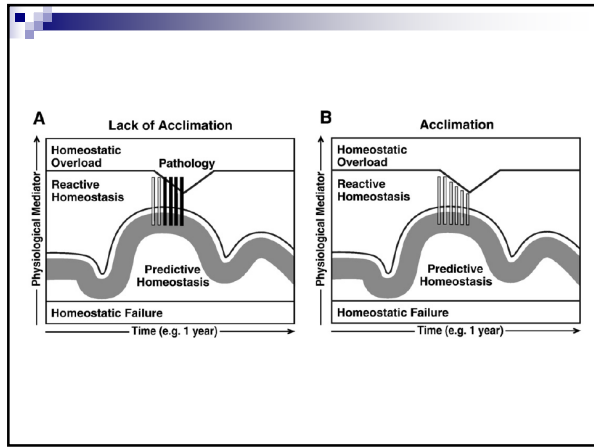 A
Lack of Acclimation
Homeostatic
Overload
Pathology
Reactive
Homeostasis
Physiological Mediator
Predictive
Homeostasis
Homeostatic Failure
Time (e.g. 1 year)
B
Acclimation
Homeostatic
Overload
Reactive
Homeostasis
Physiological Mediator
Predictive
Homeostasis
Homeostatic Failure
Time (e.g. 1 year)